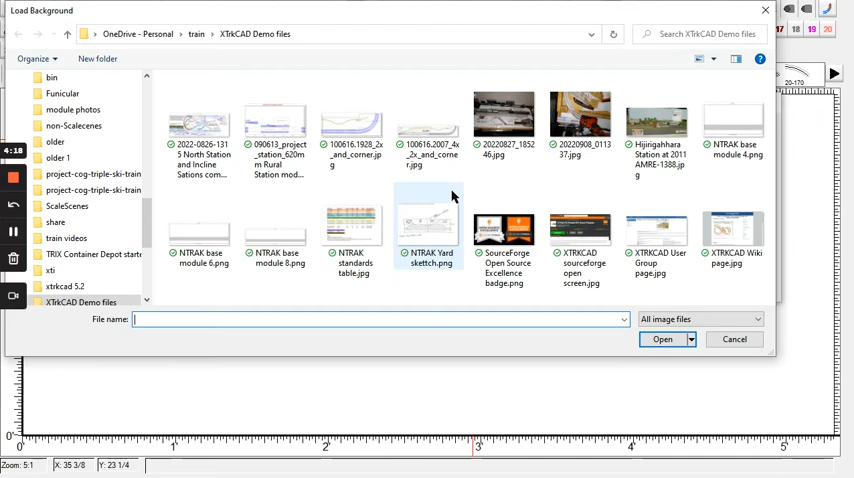 Load Background
OneDrive - Personal > train > XTrkCAD Demo files
Search XTrkCAD Demo files
17 18 19 20
Organize
New folder
20-170
bin
Funicular
module photos
non-Scalecenes
older
older 1
project-cog-triple-ski-train
project-cog-triple-ski-train
ScaleScenes
share
train videos
TRIX Container Depot starte
xti
xtrkcad 5.2
XTrkCAD Demo files
4:18
2022-0826-131
5 North Station
and Incline
Sations com...
090613_project
_station_620m
m Rural
Station mod...
100616.1928_2x
_and_corner.jp
g
100616.2007_4x
_2x_and_corne
r.jpg
20220827_1852
46.jpg
20220908_0113
37.jpg
Hijirigahhara
Station at 2011
AMRE-1388.jp
g
NTRAK base
module 4.png
NTRAK base
module 6.png
NTRAK base
module 8.png
NTRAK
standards
table.jpg
NTRAK Yard
skettch.png
SourceForge
Open Source
Excellence
badge.png
XTRKCAD
sourceforge
open
screen.jpg
XTRKCAD User
Group
page.jpg
XTRKCAD Wiki
page.jpg
File name:
All image files
Open
Cancel
0'
0' 1' 2' 3' 4' 5'
Zoom: 5:1
X: 35 3/8
Y: 23 1/4